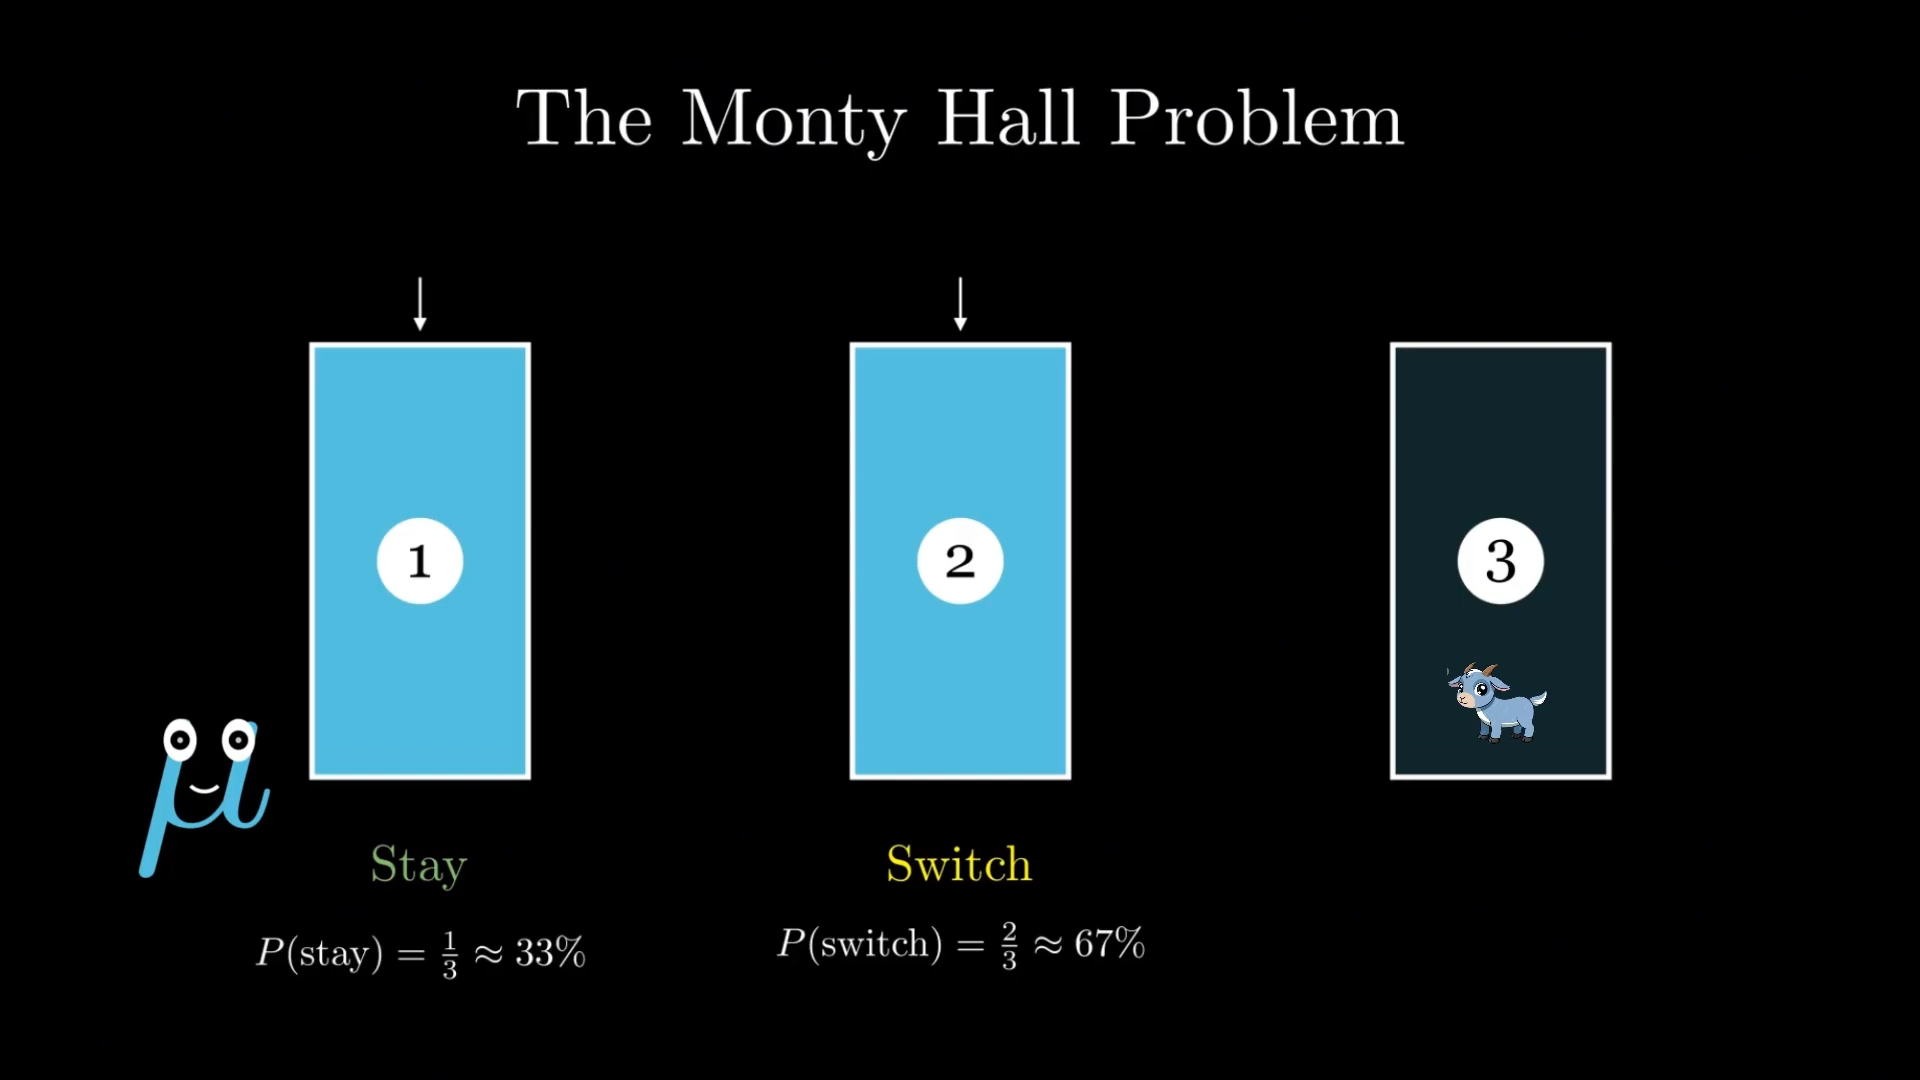 The Monty Hall Problem
1
2
3
μ
Stay
Switch
P(stay) = 1/3 ≈ 33%
P(switch) = 2/3 ≈ 67%